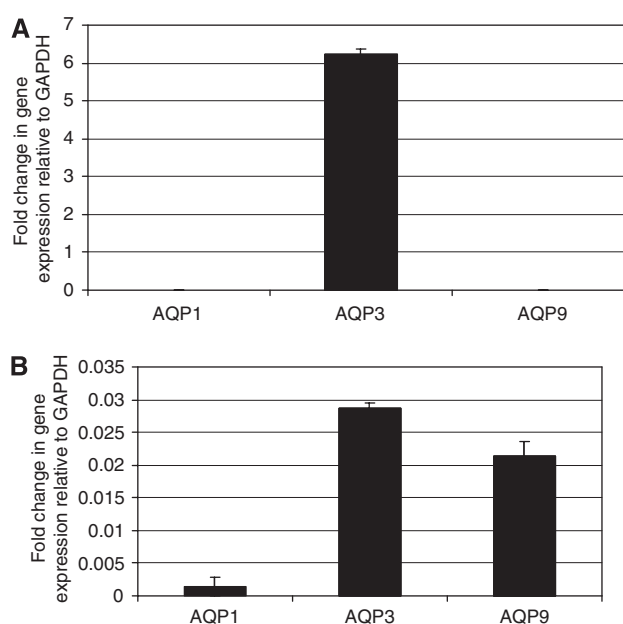 A
Fold change in gene
expression relative to GAPDH
7
6
5
4
3
2
1
0
AQP1 AQP3 AQP9
B
Fold change in gene
expression relative to GAPDH
0.035
0.03
0.025
0.02
0.015
0.01
0.005
0
AQP1 AQP3 AQP9